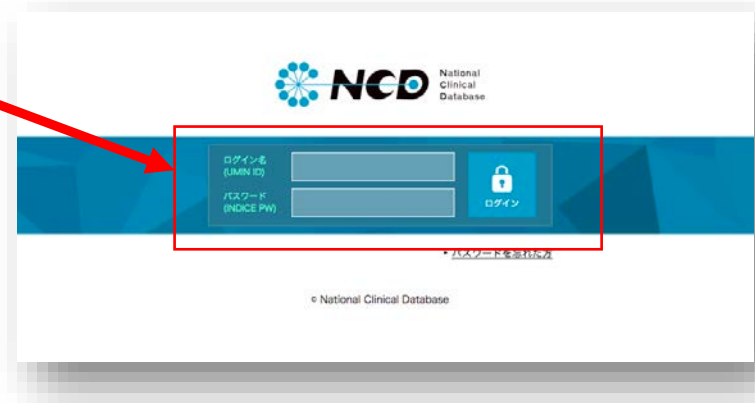 NCD
National
Clinical
Database
ログイン名
(UMIN ID)
パスワード
(INDICE PW)
ログイン
・パスワードを忘れた方
© National Clinical Database